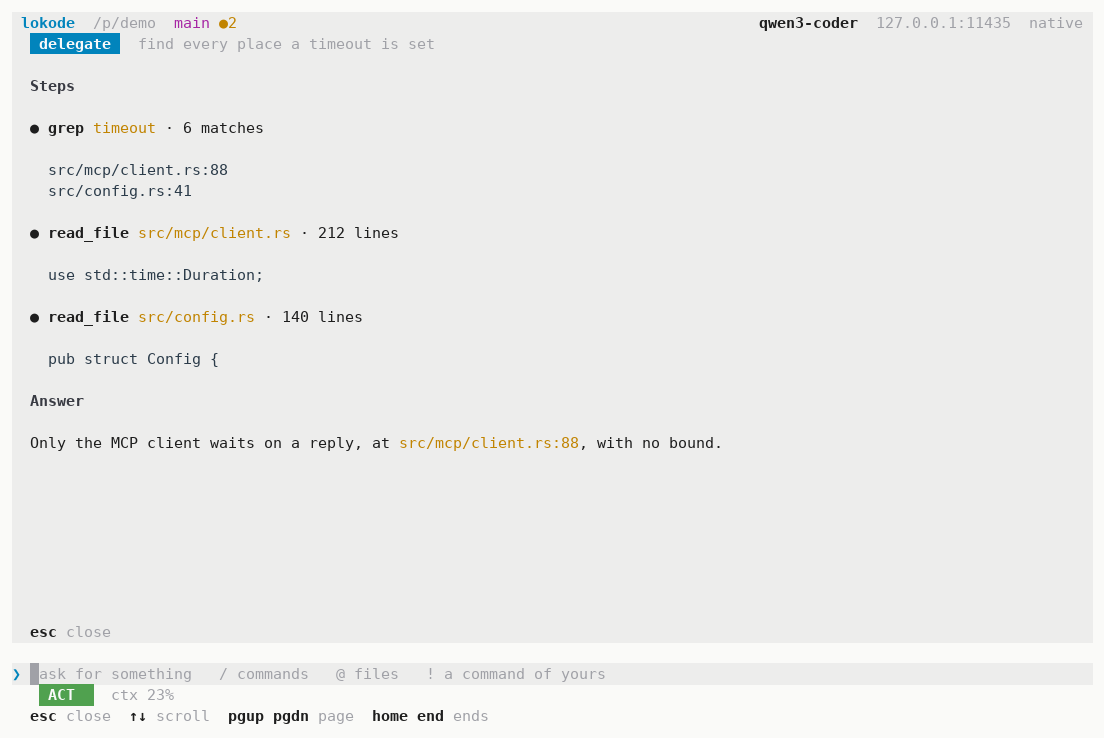 lokode  /p/demo  main ●2  qwen3-coder  127.0.0.1:11435  native
delegate  find every place a timeout is set
Steps
● grep timeout · 6 matches
src/mcp/client.rs:88
src/config.rs:41
● read_file src/mcp/client.rs · 212 lines
use std::time::Duration;
● read_file src/config.rs · 140 lines
pub struct Config {
Answer
Only the MCP client waits on a reply, at src/mcp/client.rs:88, with no bound.
esc close
❯ ask for something   / commands   @ files   ! a command of yours
ACT  ctx 23%
esc close  ↑↓ scroll  pgup pgdn page  home end ends